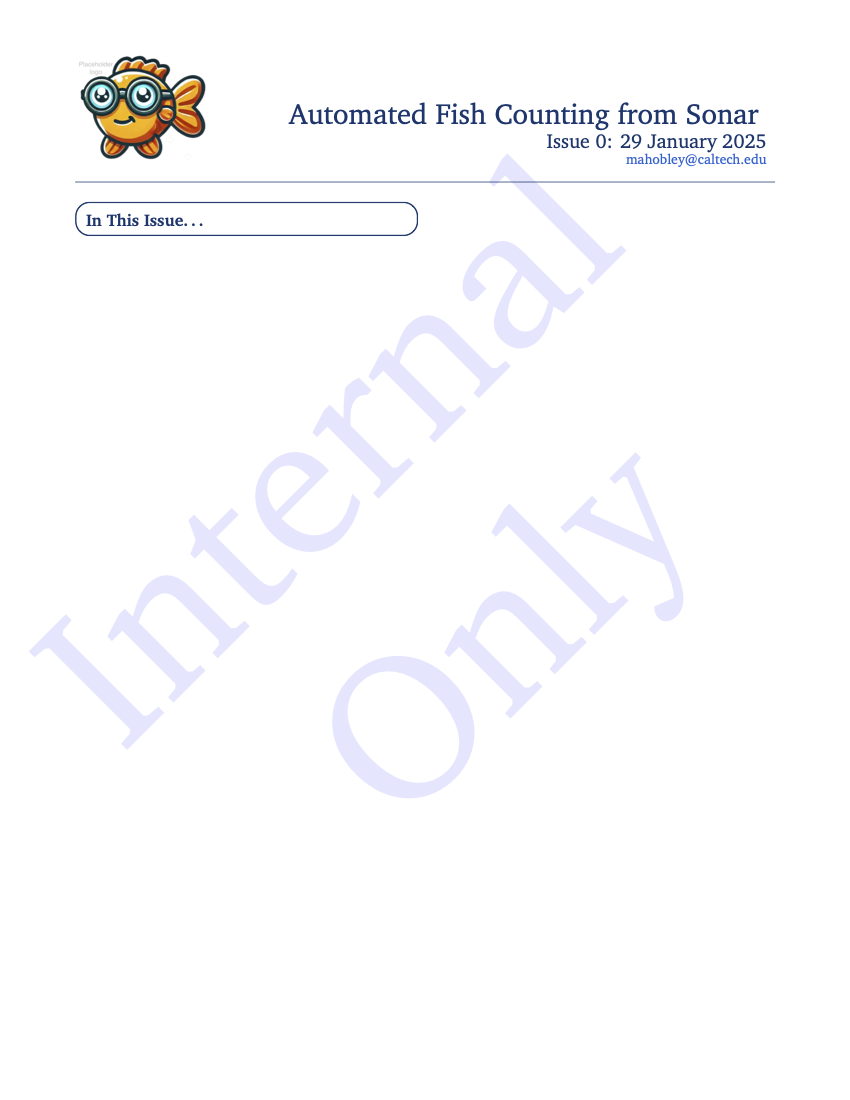 Placeholder
logo
Automated Fish Counting from Sonar
Issue 0: 29 January 2025
mahobley@caltech.edu
In This Issue...
Internal
Only